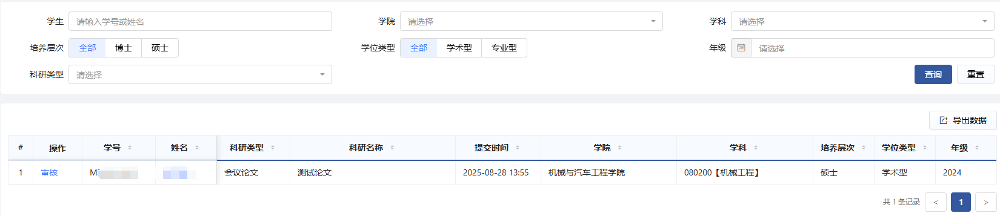 学生 请输入学号或姓名 学院 请选择 学科 请选择
培养层次 全部 博士 硕士 学位类型 全部 学术型 专业型 年级 请选择
科研类型 请选择 查询 重置
导出数据
# 操作 学号 姓名 科研类型 科研名称 提交时间 学院 学科 培养层次 学位类型 年级
1 审核 会议论文 测试论文 2025-08-28 13:55 机械与汽车工程学院 080200【机械工程】 硕士 学术型 2024
共 1 条记录 < 1 >